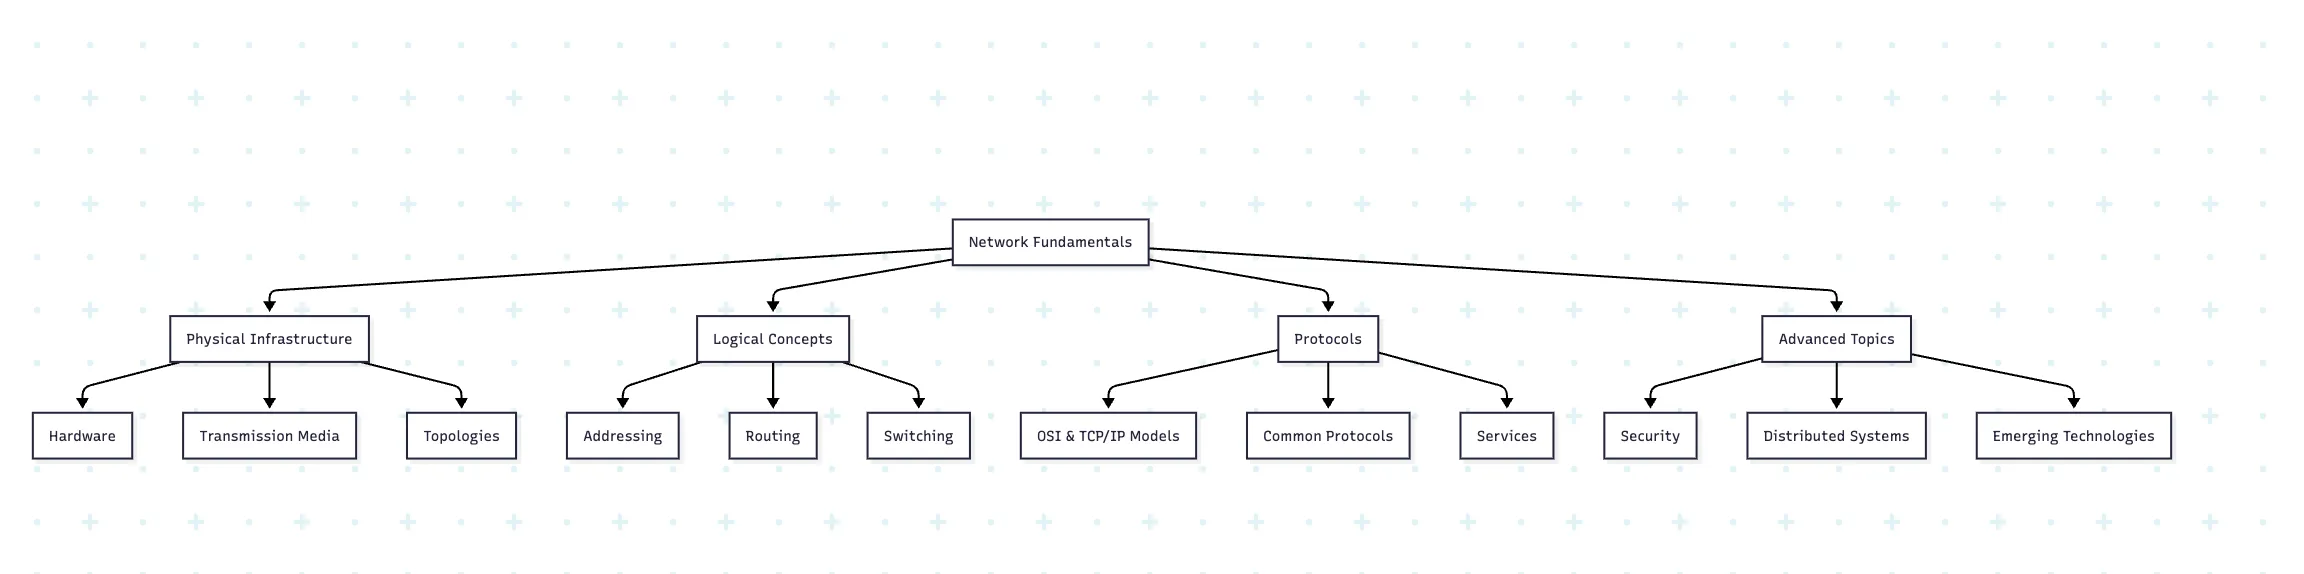 Network Fundamentals
Physical Infrastructure
Logical Concepts
Protocols
Advanced Topics
Hardware
Transmission Media
Topologies
Addressing
Routing
Switching
OSI & TCP/IP Models
Common Protocols
Services
Security
Distributed Systems
Emerging Technologies